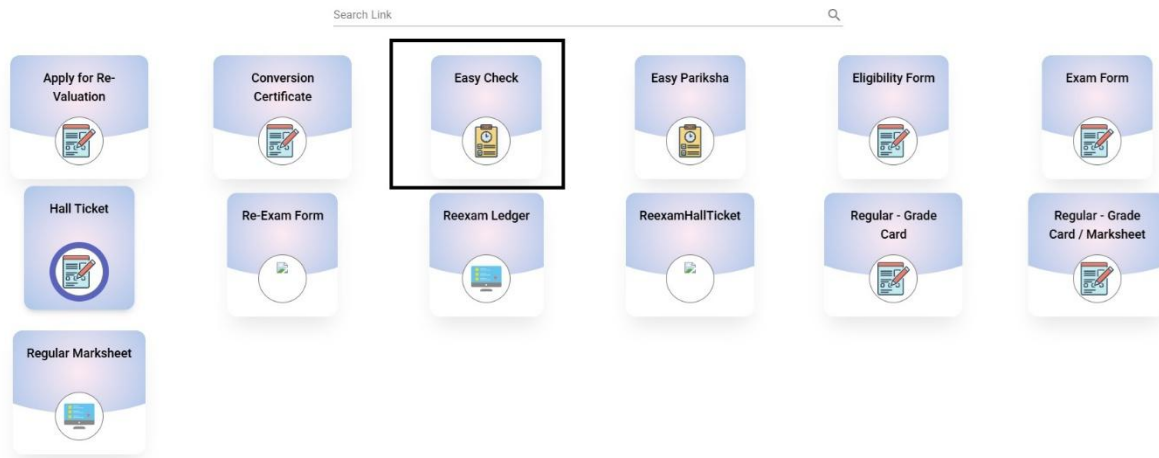 Search Link
Apply for Re-
Valuation
Conversion
Certificate
Easy Check
Easy Pariksha
Eligibility Form
Exam Form
Hall Ticket
Re-Exam Form
Reexam Ledger
ReexamHallTicket
Regular - Grade
Card
Regular - Grade
Card / Marksheet
Regular Marksheet